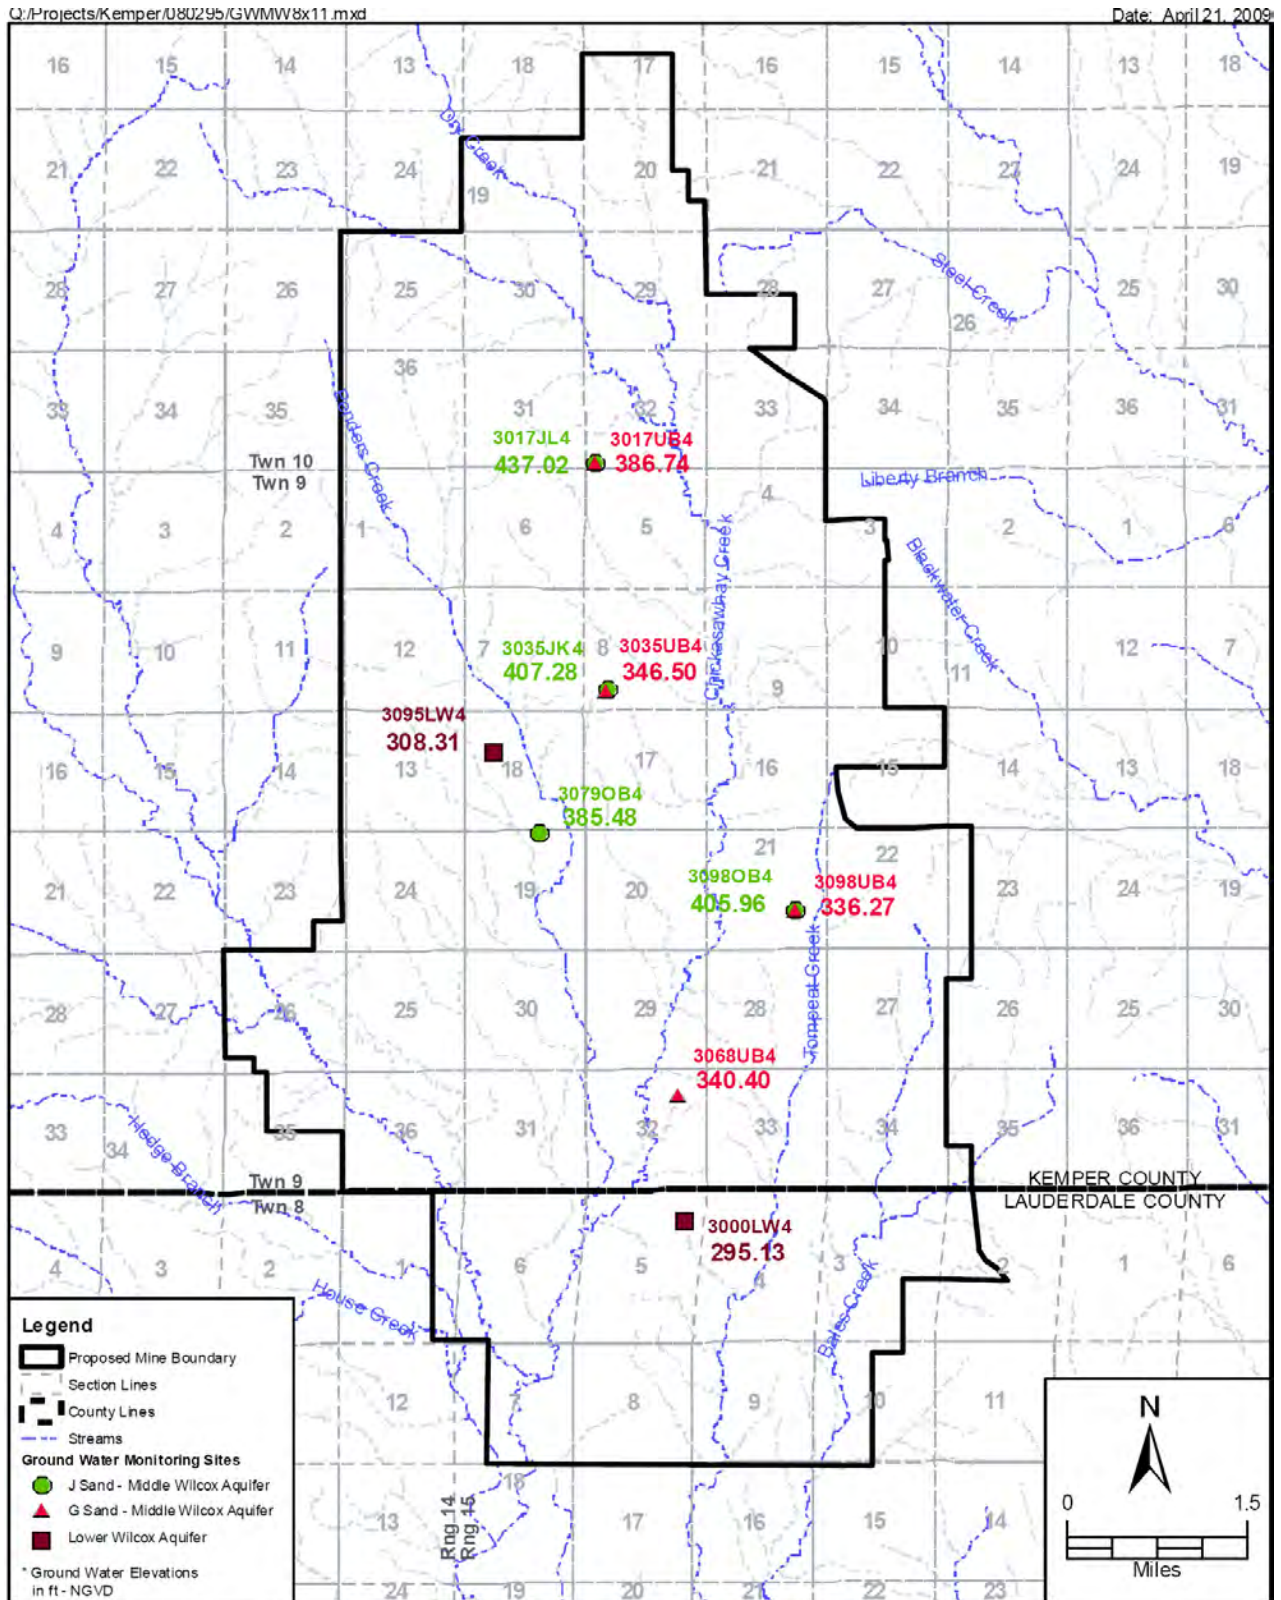 Q:/Projects/Kemper/080295/GWMW8x11.mxd
Date: April 21, 2009
16 15 14 13 18 17 16 15 14 13 18
Dry Creek
21 22 23 24 19 20 21 22 23 24 19
Steel Creek
28 27 26 25 30 29 28 27 26 25 30
Sanders Creek
33 34 35 36 31 32 33 34 35 36 31
3017JL4
437.02
3017UB4
386.74
Twn 10
Twn 9
Liberty Branch
4 3 2 1 6 5 4 3 2 1 6
Chickasawhay Creek
Blackwater Creek
9 10 11 12 7 8 9 10 11 12 7
3035JK4
407.28
3035UB4
346.50
3095LW4
308.31
16 15 14 13 18 17 16 15 14 13 18
3079OB4
385.48
21 22 23 24 19 20 21 22 23 24 19
3098OB4
405.96
3098UB4
336.27
Tompeat Creek
28 27 26 25 30 29 28 27 26 25 30
3068UB4
340.40
33 34 35 36 31 32 33 34 35 36 31
Hodge Branch
Twn 9
Twn 8
KEMPER COUNTY
LAUDERDALE COUNTY
3000LW4
295.13
4 3 2 1 6 5 4 3 2 1 6
House Creek
Bales Creek
12 7 8 9 10 11
13 18 17 16 15 14
Rng 14
Rng 15
24 19 20 21 22 23
Legend
Proposed Mine Boundary
Section Lines
County Lines
Streams
Ground Water Monitoring Sites
J Sand - Middle Wilcox Aquifer
G Sand - Middle Wilcox Aquifer
Lower Wilcox Aquifer
* Ground Water Elevations
in ft - NGVD
N
0 1.5
Miles